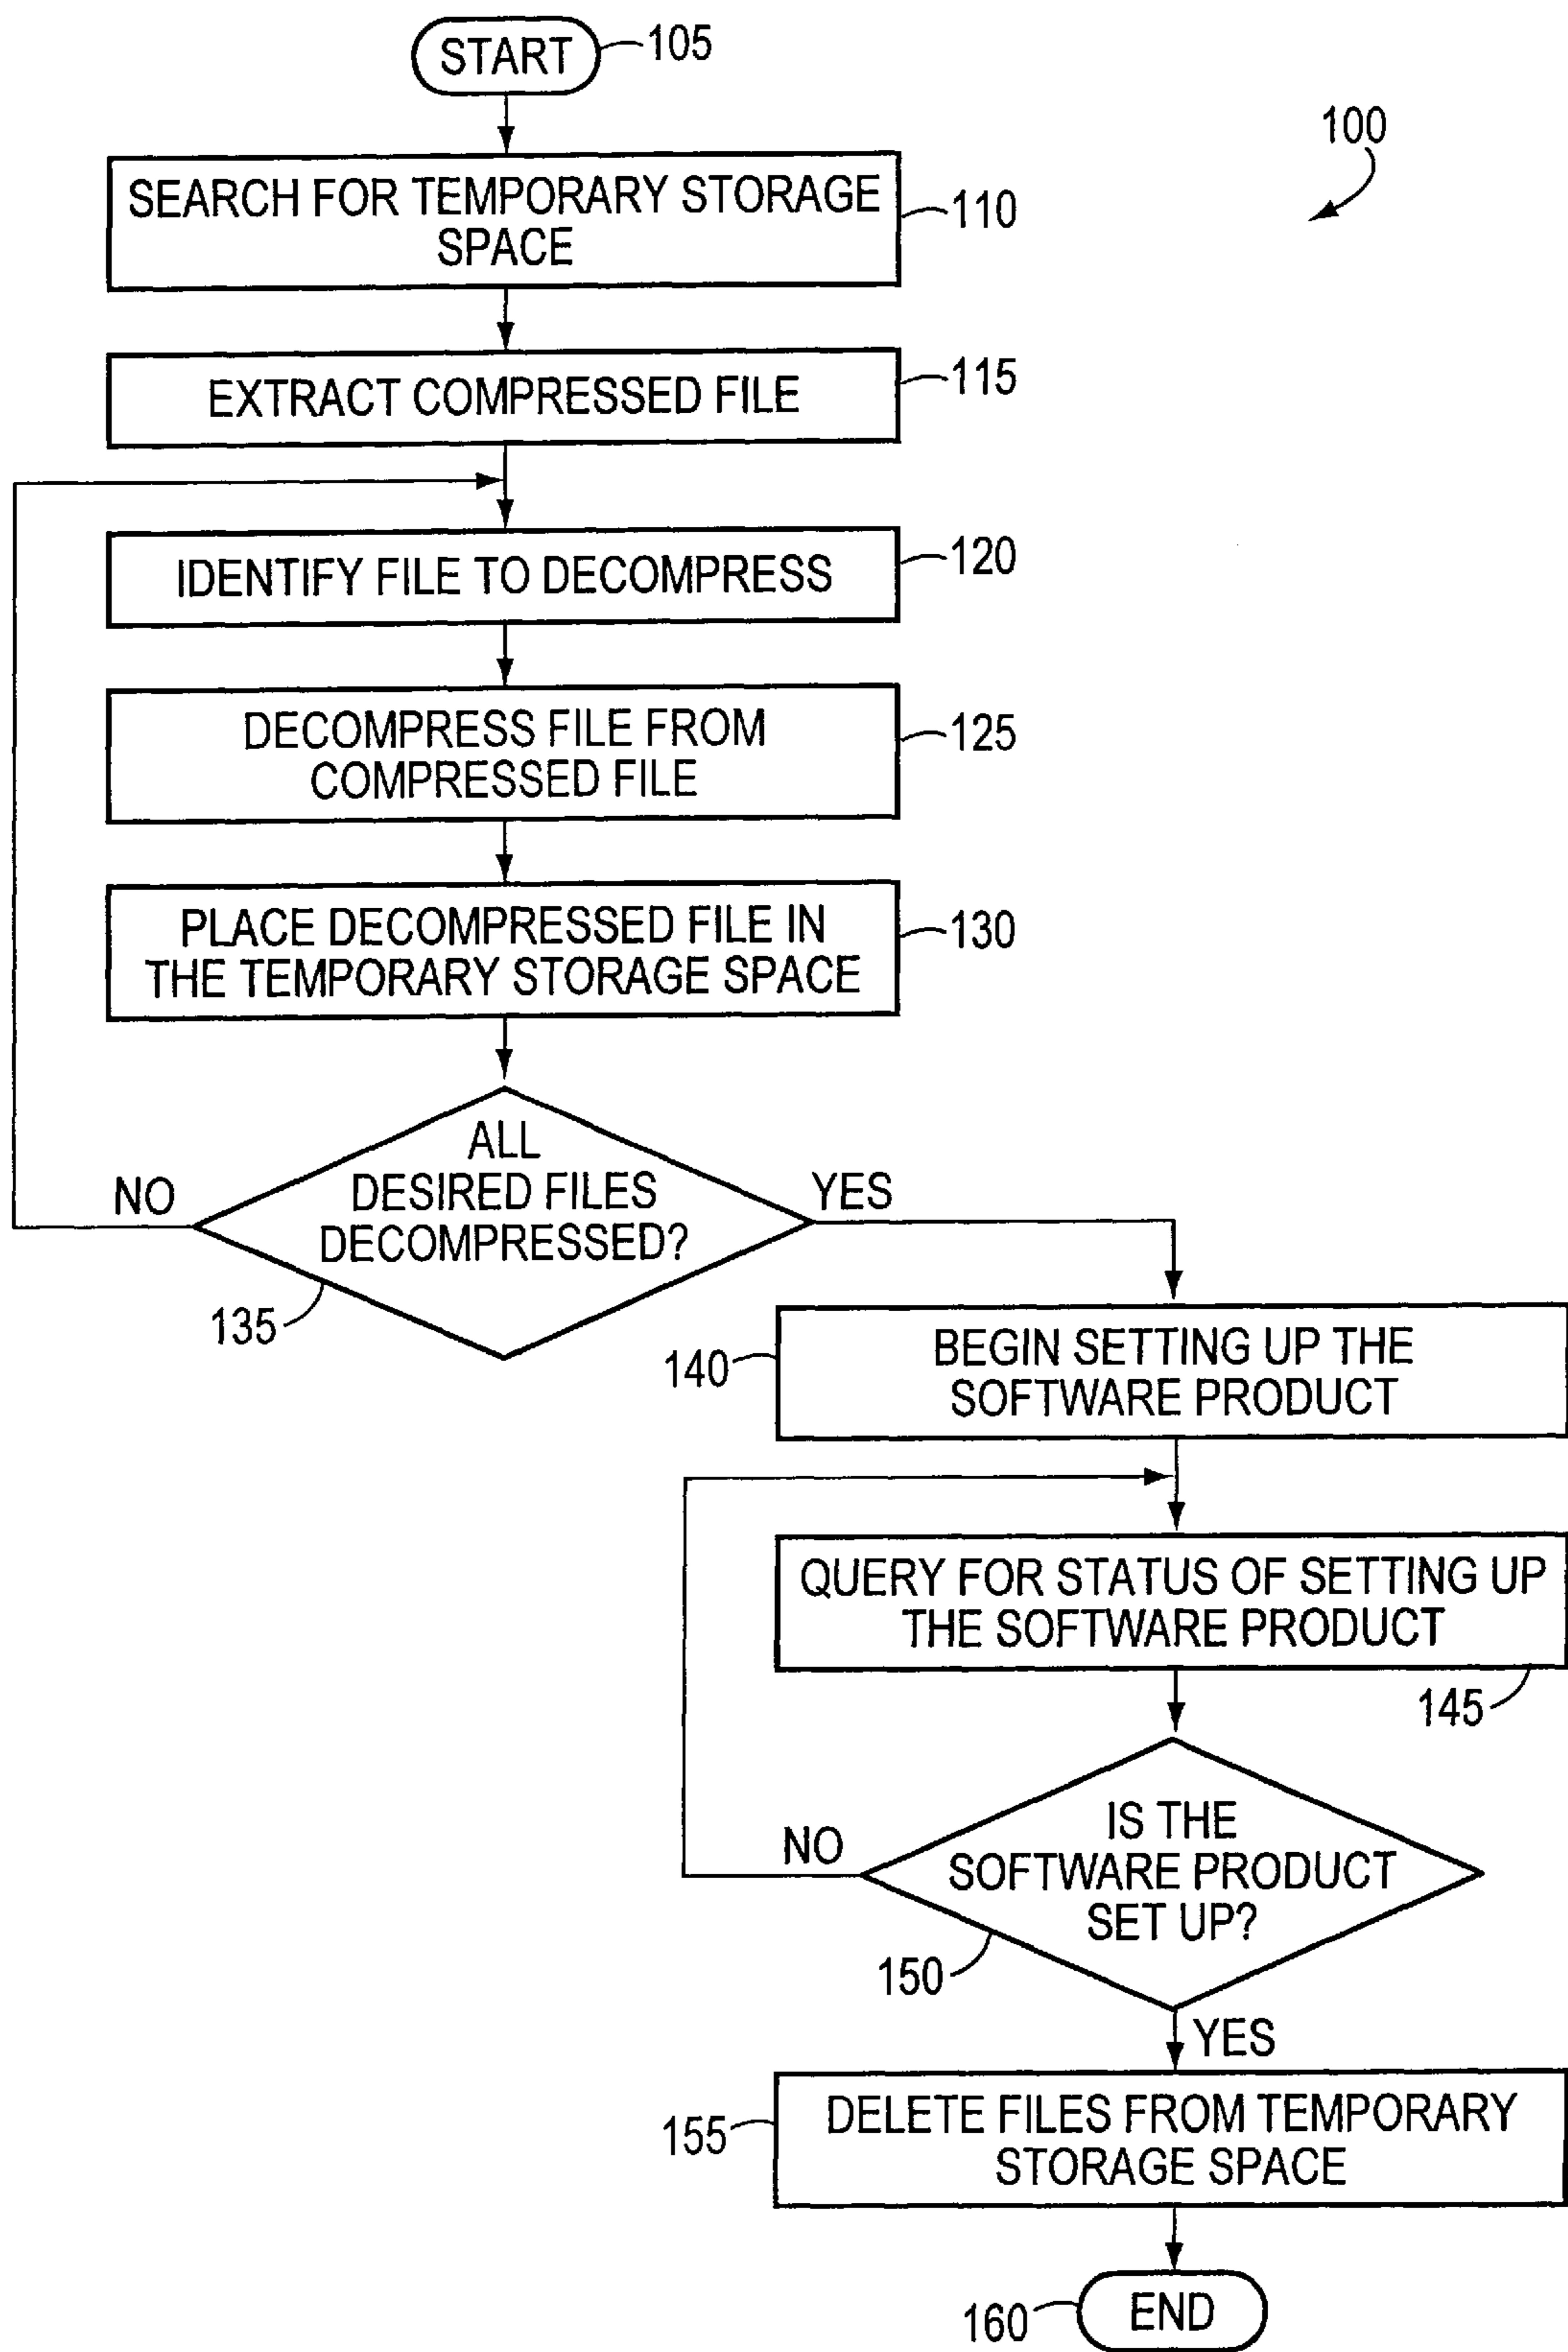 START
105
100
SEARCH FOR TEMPORARY STORAGE
SPACE
110
EXTRACT COMPRESSED FILE
115
IDENTIFY FILE TO DECOMPRESS
120
DECOMPRESS FILE FROM
COMPRESSED FILE
125
PLACE DECOMPRESSED FILE IN
THE TEMPORARY STORAGE SPACE
130
ALL
DESIRED FILES
DECOMPRESSED?
NO
YES
135
BEGIN SETTING UP THE
SOFTWARE PRODUCT
140
QUERY FOR STATUS OF SETTING UP
THE SOFTWARE PRODUCT
145
IS THE
SOFTWARE PRODUCT
SET UP?
NO
150
YES
DELETE FILES FROM TEMPORARY
STORAGE SPACE
155
END
160